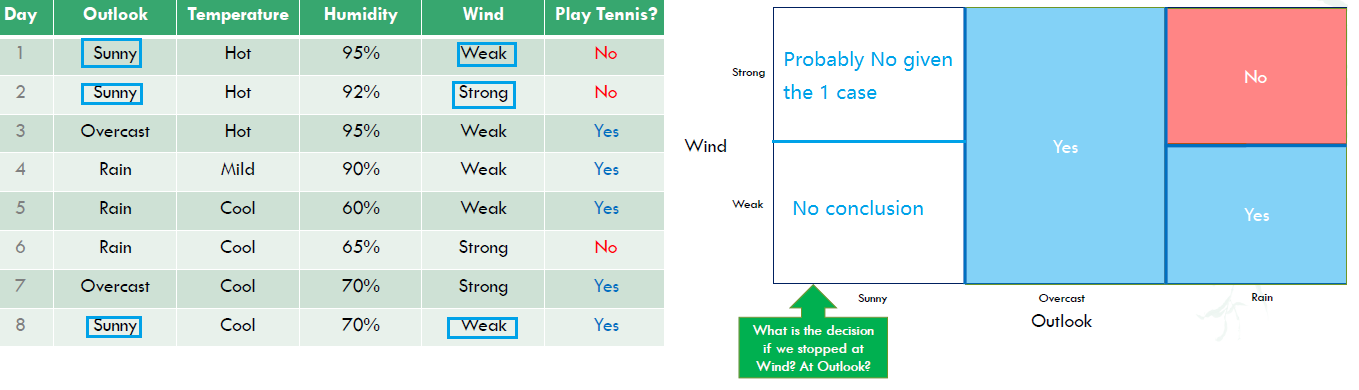 Day Outlook Temperature Humidity Wind Play Tennis?
1 Sunny Hot 95% Weak No
2 Sunny Hot 92% Strong No
3 Overcast Hot 95% Weak Yes
4 Rain Mild 90% Weak Yes
5 Rain Cool 60% Weak Yes
6 Rain Cool 65% Strong No
7 Overcast Cool 70% Strong Yes
8 Sunny Cool 70% Weak Yes
Wind
Strong
Weak
Probably No given
the 1 case
No conclusion
Yes
No
Yes
Sunny
Overcast
Rain
Outlook
What is the decision
if we stopped at
Wind? At Outlook?